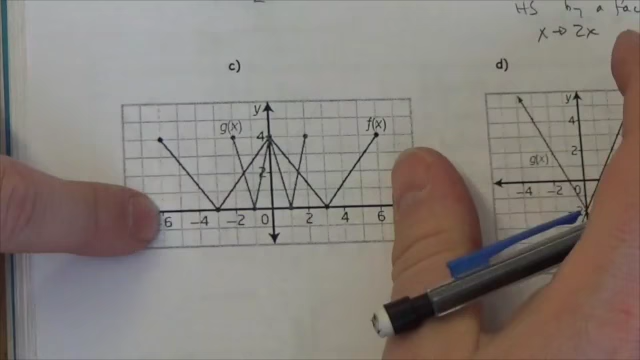 HS by a fac
x → 2x
c)
d)
y
g(x)
4
f(x)
2
6 -4 -2 0 2 4 6
y
4
2
g(x)
-4 -2 0